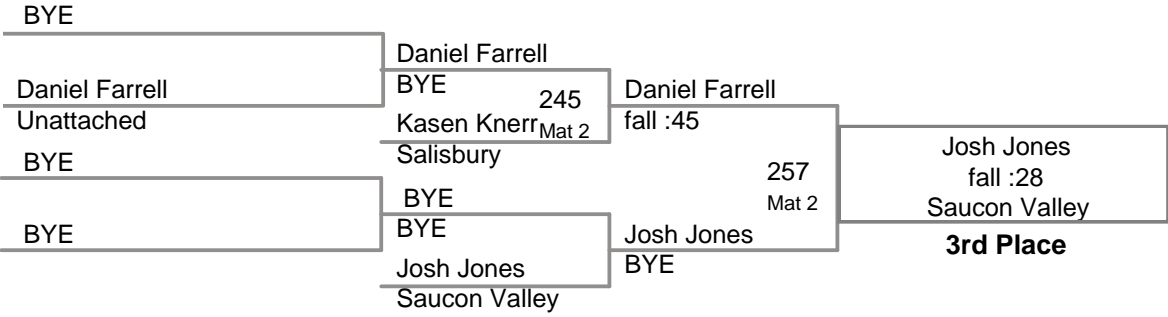 BYE
Daniel Farrell
Unattached
BYE
BYE
Daniel Farrell
BYE
245
Kasen Knerr
Mat 2
Salisbury
BYE
BYE
Josh Jones
Saucon Valley
Daniel Farrell
fall :45
257
Mat 2
Josh Jones
BYE
Josh Jones
fall :28
Saucon Valley
3rd Place